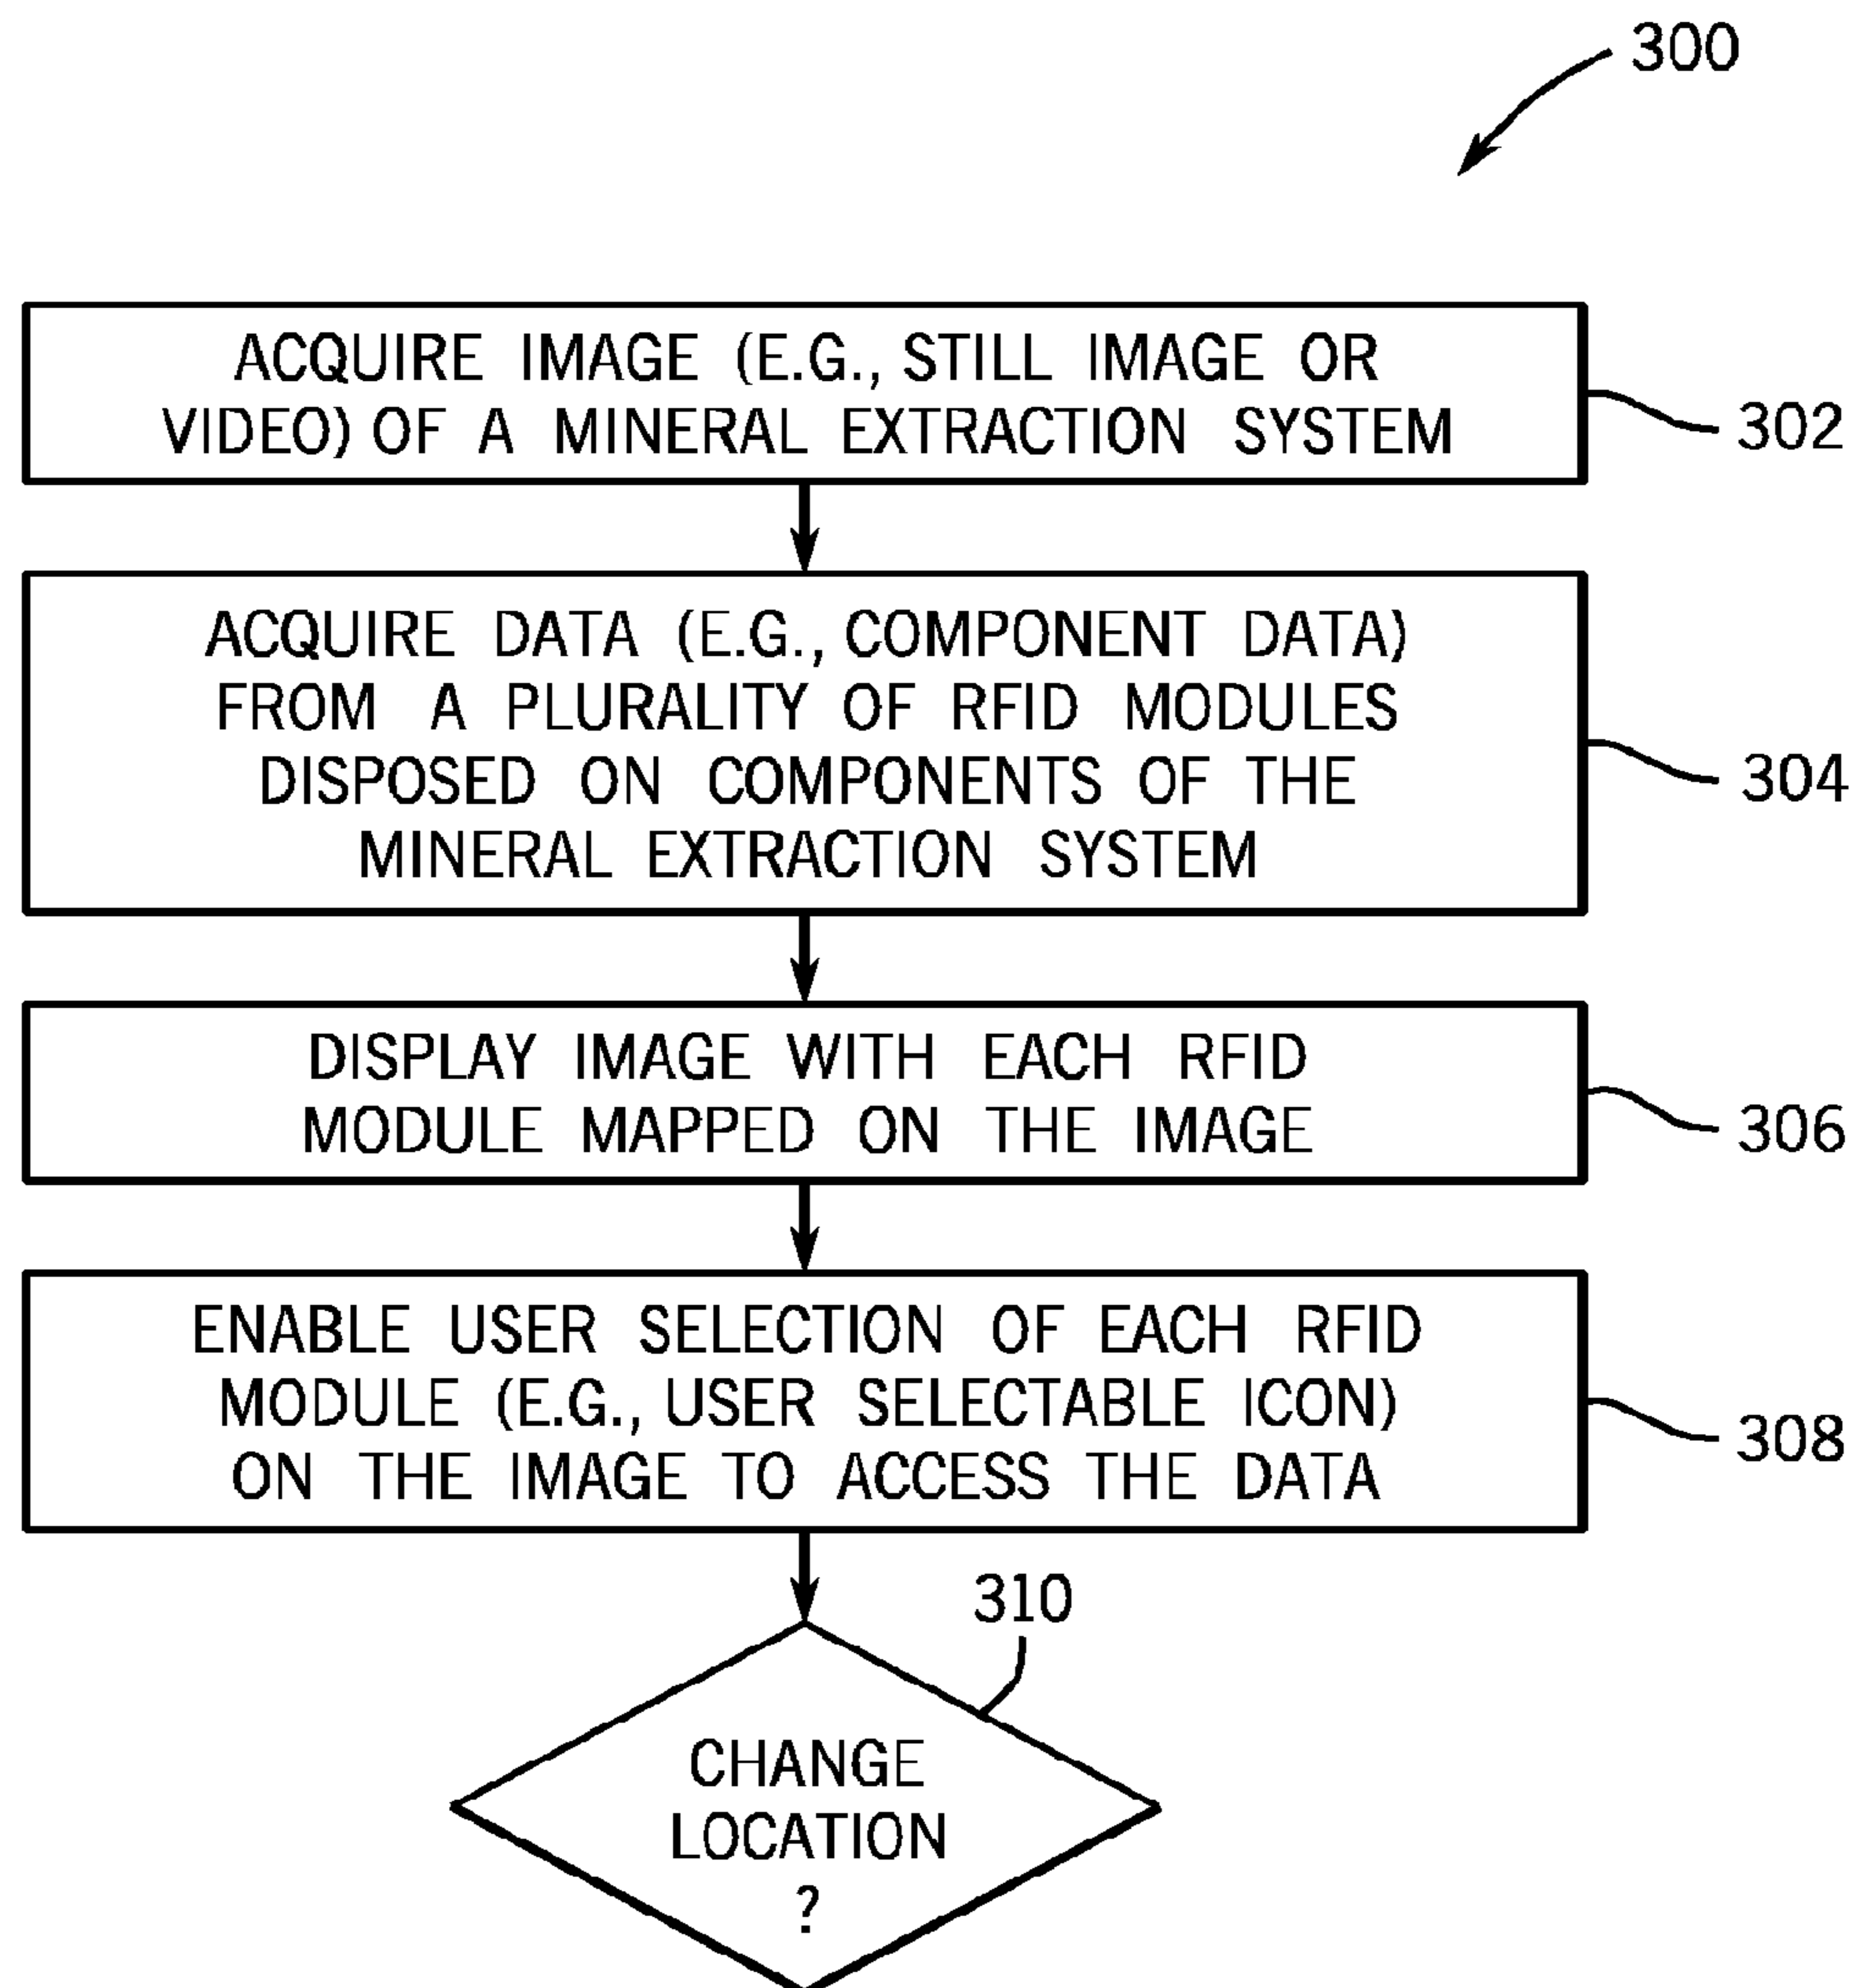 300
ACQUIRE IMAGE (E.G., STILL IMAGE OR
VIDEO) OF A MINERAL EXTRACTION SYSTEM
302
ACQUIRE DATA (E.G., COMPONENT DATA)
FROM A PLURALITY OF RFID MODULES
DISPOSED ON COMPONENTS OF THE
MINERAL EXTRACTION SYSTEM
304
DISPLAY IMAGE WITH EACH RFID
MODULE MAPPED ON THE IMAGE
306
ENABLE USER SELECTION OF EACH RFID
MODULE (E.G., USER SELECTABLE ICON)
ON THE IMAGE TO ACCESS THE DATA
308
310
CHANGE
LOCATION
?